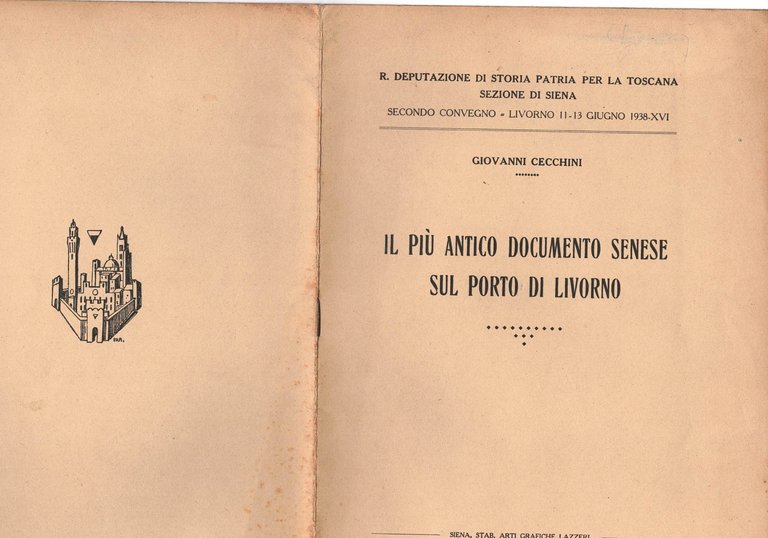 R. DEPUTAZIONE DI STORIA PATRIA PER LA TOSCANA
SEZIONE DI SIENA
SECONDO CONVEGNO - LIVORNO 11-13 GIUGNO 1938-XVI
GIOVANNI CECCHINI
IL PIÙ ANTICO DOCUMENTO SENESE
SUL PORTO DI LIVORNO
SIENA, STAB. ARTI GRAFICHE LAZZERI